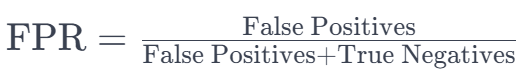 FPR = False Positives / False Positives+True Negatives